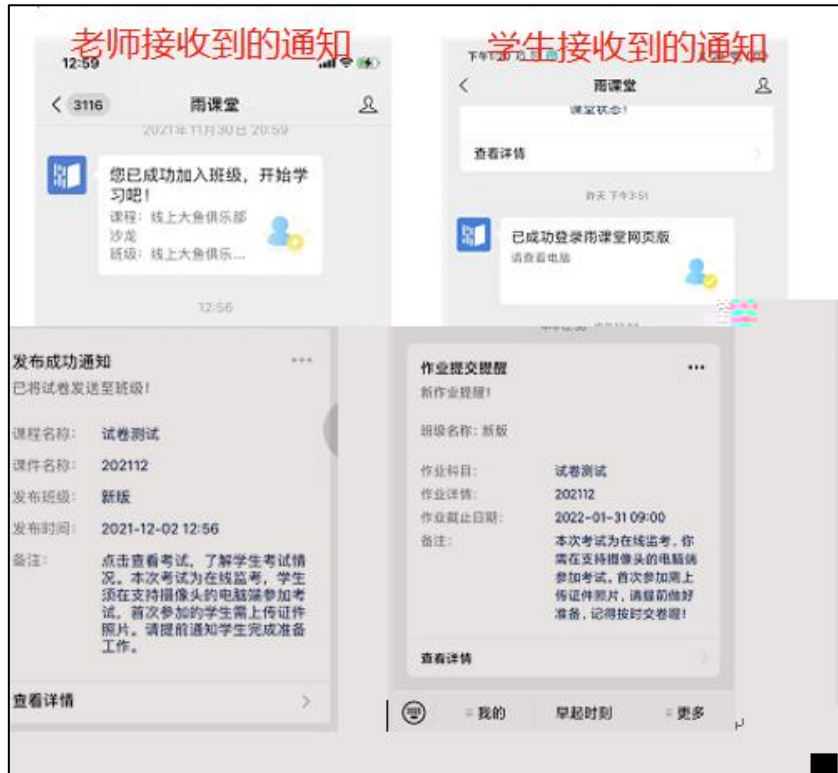 老师接收到的通知
12:59
3116
雨课堂
2021年11月30日 20:59
您已成功加入班级，开始学
习吧！
课程：线上大鱼俱乐部
沙龙
班级：线上大鱼俱乐...
12:56
发布成功通知
已将试卷发送至班级！
课程名称： 试卷测试
课件名称： 202112
发布班级： 新版
发布时间： 2021-12-02 12:56
备注： 点击查看考试，了解学生考试情
况。本次考试为在线监考，学生
须在支持摄像头的电脑端参加考
试，首次参加的学生需上传证件
照片。请提前通知学生完成准备
工作。
查看详情
学生接收到的通知
雨课堂
课堂状态！
查看详情
昨天 下午3:51
已成功登录雨课堂网页版
请查看电脑
作业提交提醒
新作业提醒！
班级名称：新版
作业科目： 试卷测试
作业详情： 202112
作业截止日期： 2022-01-31 09:00
备注： 本次考试为在线监考，你
需在支持摄像头的电脑端
参加考试，首次参加需上
传证件照片，请提前做好
准备，记得按时交卷喔！
查看详情
我的 早起时刻 更多